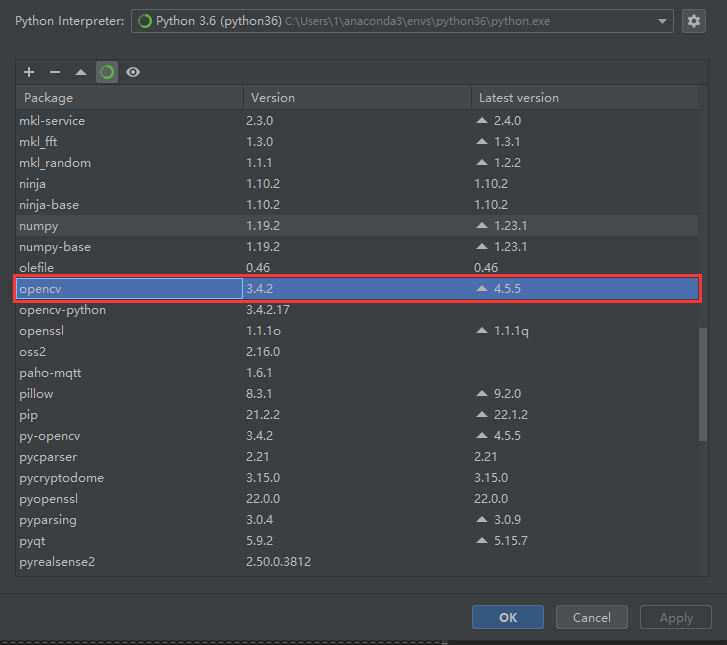 Python Interpreter: Python 3.6 (python36) C:\Users\1\anaconda3\envs\python36\python.exe
Package Version Latest version
mkl-service 2.3.0 2.4.0
mkl_fft 1.3.0 1.3.1
mkl_random 1.1.1 1.2.2
ninja 1.10.2 1.10.2
ninja-base 1.10.2 1.10.2
numpy 1.19.2 1.23.1
numpy-base 1.19.2 1.23.1
olefile 0.46 0.46
opencv 3.4.2 4.5.5
opencv-python 3.4.2.17
openssl 1.1.1o 1.1.1q
oss2 2.16.0
paho-mqtt 1.6.1
pillow 8.3.1 9.2.0
pip 21.2.2 22.1.2
py-opencv 3.4.2 4.5.5
pycparser 2.21 2.21
pycryptodome 3.15.0 3.15.0
pyopenssl 22.0.0 22.0.0
pyparsing 3.0.4 3.0.9
pyqt 5.9.2 5.15.7
pyrealsense2 2.50.0.3812
OK Cancel Apply